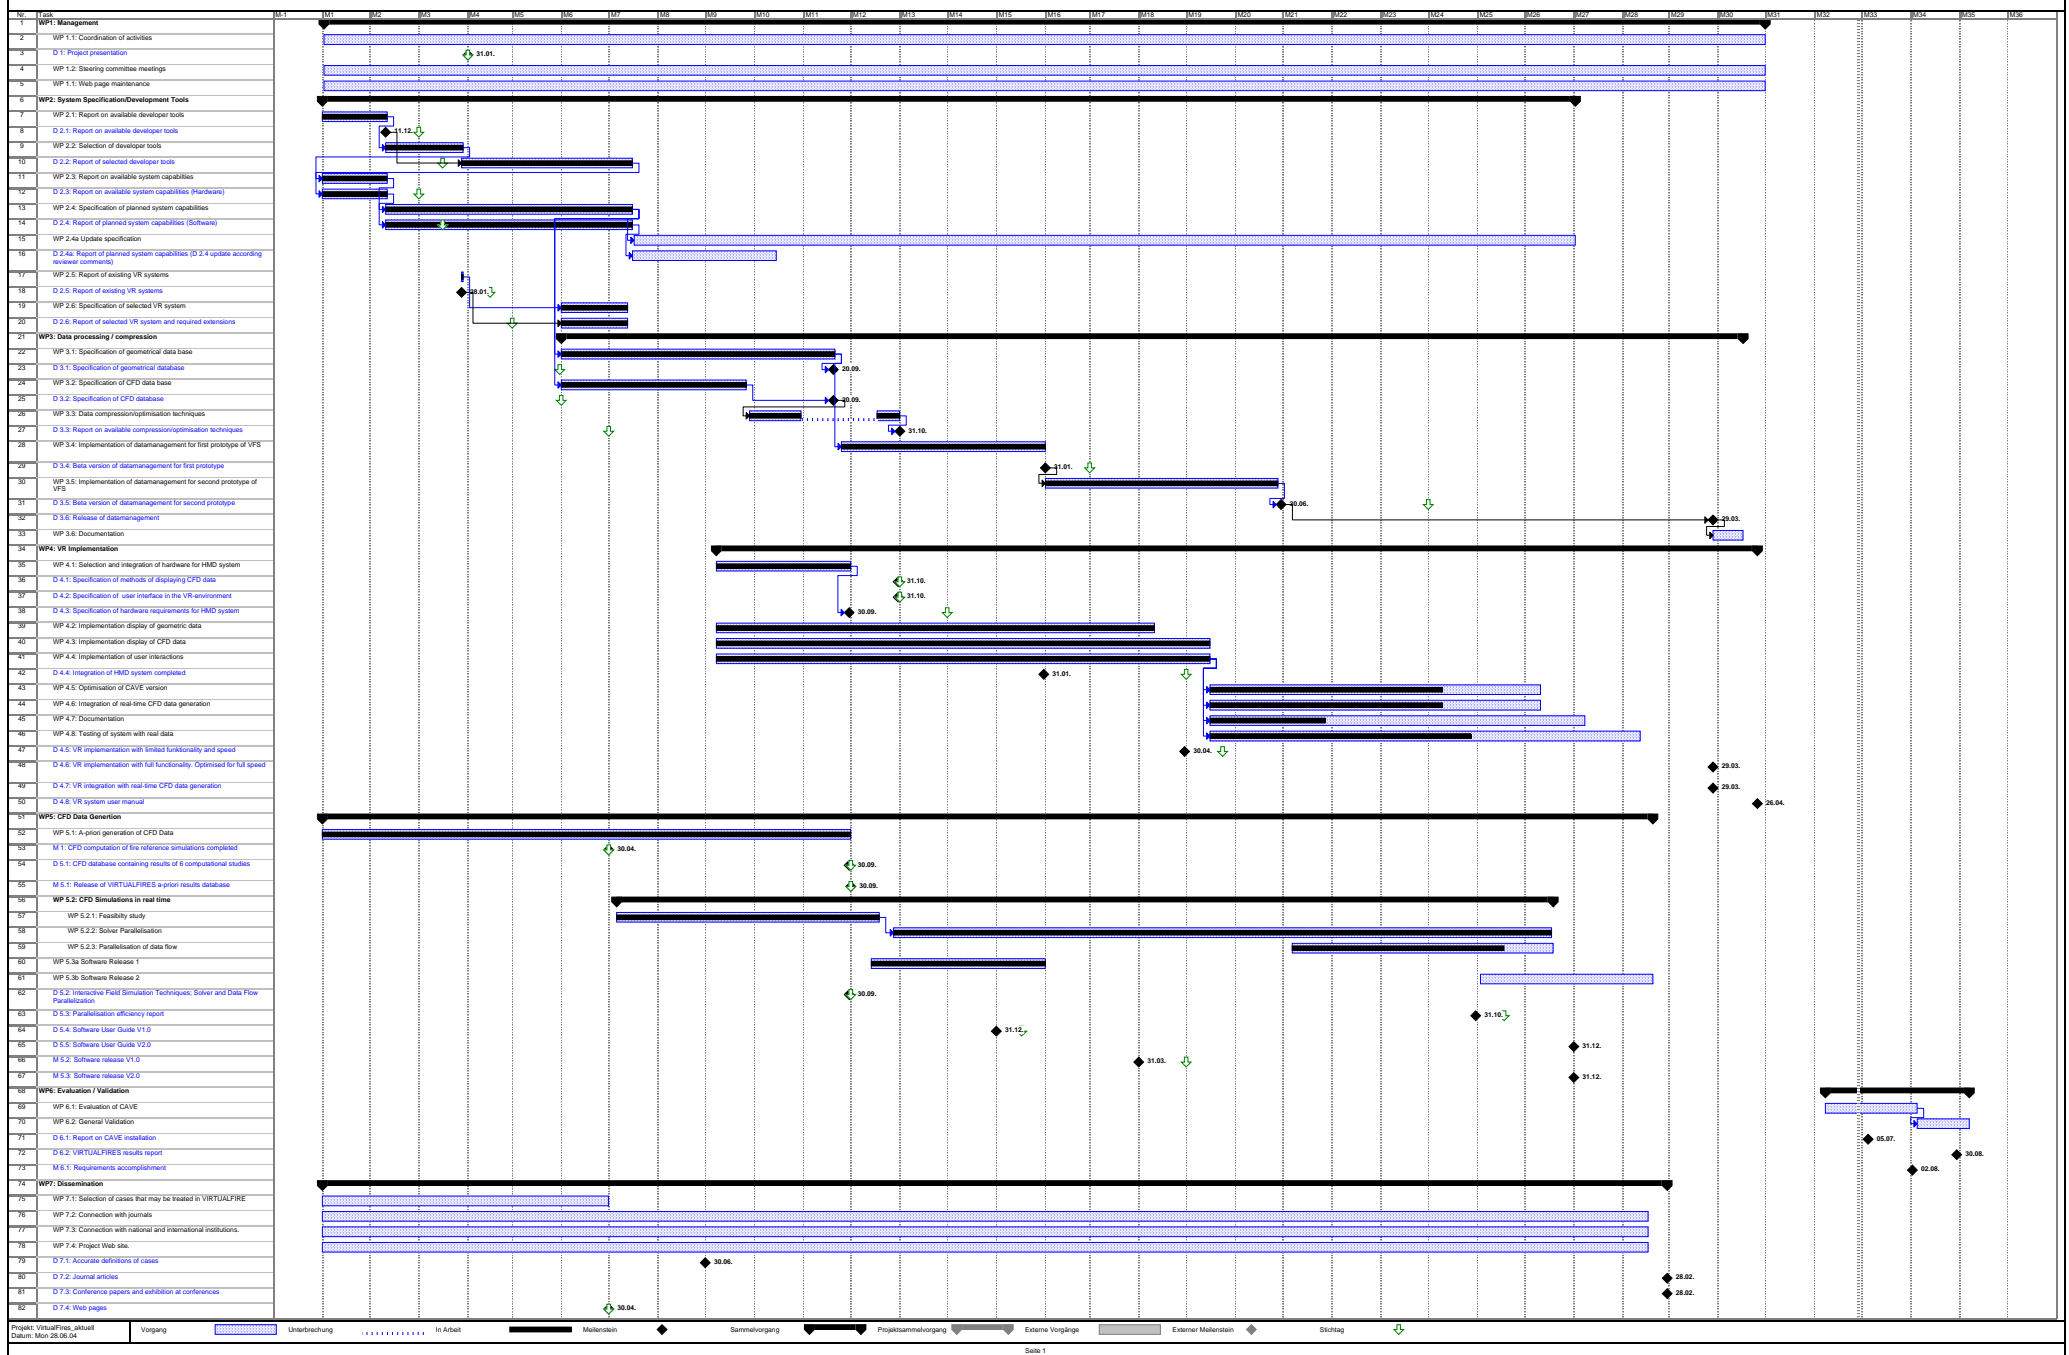 Nr. Task M-1 M1 M2 M3 M4 M5 M6 M7 M8 M9 M10 M11 M12 M13 M14 M15 M16 M17 M18 M19 M20 M21 M22 M23 M24 M25 M26 M27 M28 M29 M30 M31 M32 M33 M34 M35 M36
1 WP1: Management
2 WP 1.1: Coordination of activities
3 D 1: Project presentation 31.01.
4 WP 1.2: Steering committee meetings
5 WP 1.1: Web page maintenance
6 WP2: System Specification/Development Tools
7 WP 2.1: Report on available developer tools
8 D 2.1: Report on available developer tools 11.12.
9 WP 2.2: Selection of developer tools
10 D 2.2: Report of selected developer tools
11 WP 2.3: Report on available system capabilties
12 D 2.3: Report on available system capabilities (Hardware)
13 WP 2.4: Specification of planned system capabilities
14 D 2.4: Report of planned system capabilities (Software)
15 WP 2.4a Update specification
16 D 2.4a: Report of planned system capabilities (D 2.4 update according
reviewer comments)
17 WP 2.5: Report of existing VR systems
18 D 2.5: Report of existing VR systems 28.01.
19 WP 2.6: Specification of selected VR system
20 D 2.6: Report of selected VR system and required extensions
21 WP3: Data processing / compression
22 WP 3.1: Specification of geometrical data base
23 D 3.1: Specification of geometrical database 20.09.
24 WP 3.2: Specification of CFD data base
25 D 3.2: Specification of CFD database 20.09.
26 WP 3.3: Data compression/optimisation techniques
27 D 3.3: Report on available compression/optimisation techniques 31.10.
28 WP 3.4: Implementation of datamanagement for first prototype of VFS
29 D 3.4: Beta version of datamanagement for first prototype 31.01.
30 WP 3.5: Implementation of datamanagement for second prototype of
VFS
31 D 3.5: Beta version of datamanagement for second prototype 30.06.
32 D 3.6: Release of datamanagement 29.03.
33 WP 3.6: Documentation
34 WP4: VR Implementation
35 WP 4.1: Selection and integration of hardware for HMD system
36 D 4.1: Specification of methods of displaying CFD data 31.10.
37 D 4.2: Specification of user interface in the VR-environment 31.10.
38 D 4.3: Specification of hardware requirements for HMD system 30.09.
39 WP 4.2: Implementation display of geometric data
40 WP 4.3: Implementation display of CFD data
41 WP 4.4: Implementation of user interactions
42 D 4.4: Integration of HMD system completed 31.01.
43 WP 4.5: Optimisation of CAVE version
44 WP 4.6: Integration of real-time CFD data generation
45 WP 4.7: Documentation
46 WP 4.8: Testing of system with real data
47 D 4.5: VR implementation with limited funktionality and speed 30.04.
48 D 4.6: VR implementation with full functionality. Optimised for full speed 29.03.
49 D 4.7: VR integration with real-time CFD data generation 29.03.
50 D 4.8: VR system user manual 26.04.
51 WP5: CFD Data Genertion
52 WP 5.1: A-priori generation of CFD Data
53 M 1: CFD computation of fire reference simulations completed 30.04.
54 D 5.1: CFD database containing results of 6 computational studies 30.09.
55 M 5.1: Release of VIRTUALFIRES a-priori results database 30.09.
56 WP 5.2: CFD Simulations in real time
57 WP 5.2.1: Feasibilty study
58 WP 5.2.2: Solver Parallelisation
59 WP 5.2.3: Parallelisation of data flow
60 WP 5.3a Software Release 1
61 WP 5.3b Software Release 2
62 D 5.2: Interactive Field Simulation Techniques; Solver and Data Flow 30.09.
Parallelization
63 D 5.3: Parallelisation efficiency report 31.10.
64 D 5.4: Software User Guide V1.0 31.12.
65 D 5.5: Software User Guide V2.0 31.12.
66 M 5.2: Software release V1.0 31.03.
67 M 5.3: Software release V2.0 31.12.
68 WP6: Evaluation / Validation
69 WP 6.1: Evaluation of CAVE
70 WP 6.2: General Validation
71 D 6.1: Report on CAVE installation 05.07.
72 D 6.2: VIRTUALFIRES results report 30.08.
73 M 6.1: Requirements accomplishment 02.08.
74 WP7: Dissemination
75 WP 7.1: Selection of cases that may be treated in VIRTUALFIRE
76 WP 7.2: Connection with journals
77 WP 7.3: Connection with national and international institutions.
78 WP 7.4: Project Web site.
79 D 7.1: Accurate definitions of cases 30.06.
80 D 7.2: Journal articles 28.02.
81 D 7.3: Conference papers and exhibition at conferences 28.02.
82 D 7.4: Web pages 30.04.
Projekt: VirtualFires_aktuell
Datum: Mon 28.06.04
Vorgang Unterbrechung In Arbeit Meilenstein Sammelvorgang Projektsammelvorgang Externe Vorgänge Externer Meilenstein Stichtag
Seite 1